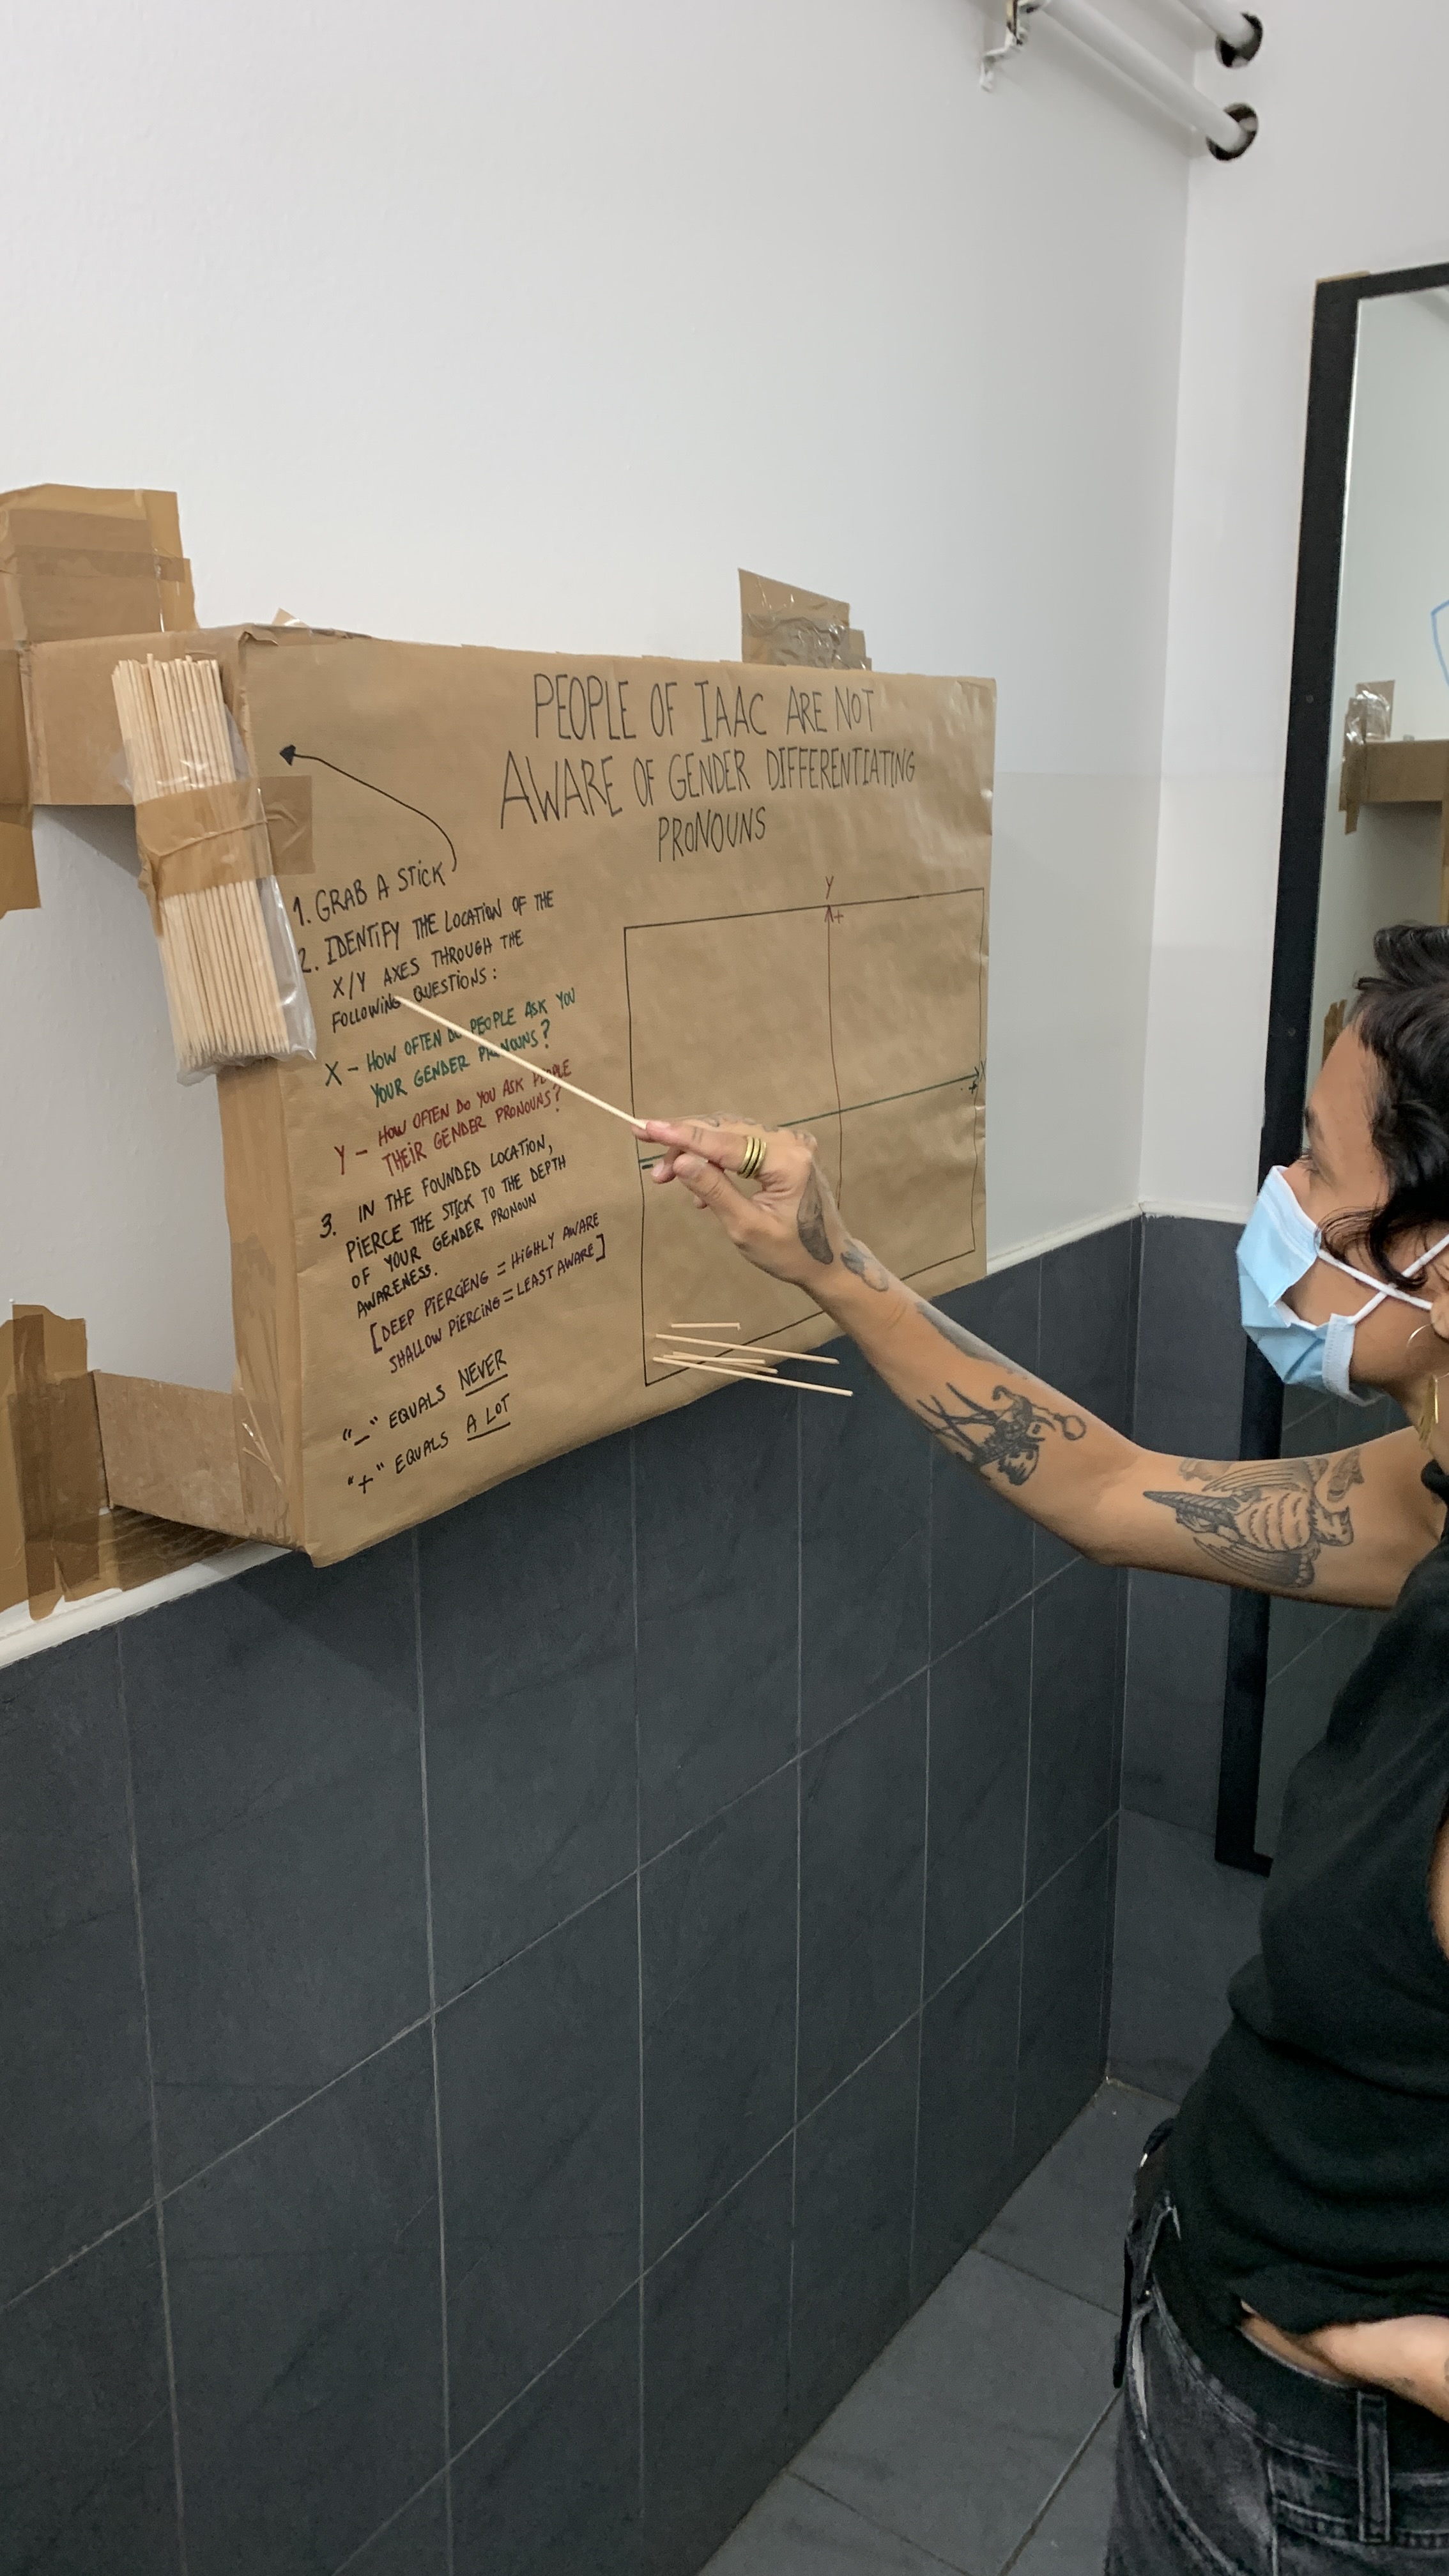 PEOPLE OF IAAC ARE NOT
AWARE OF GENDER DIFFERENTIATING
PRONOUNS
1. GRAB A STICK
2. IDENTIFY THE LOCATION OF THE
X/Y AXES THROUGH THE
FOLLOWING QUESTIONS:
X - HOW OFTEN DO PEOPLE ASK YOU
YOUR GENDER PRONOUNS?
Y - HOW OFTEN DO YOU ASK PEOPLE
THEIR GENDER PRONOUNS?
3. IN THE FOUNDED LOCATION,
PIERCE THE STICK TO THE DEPTH
OF YOUR GENDER PRONOUN
AWARENESS.
[DEEP PIERGENG = HIGHLY AWARE
SHALLOW PIERCING = LEAST AWARE]
"-" EQUALS NEVER
"+" EQUALS A LOT
Y
+
X
+
-